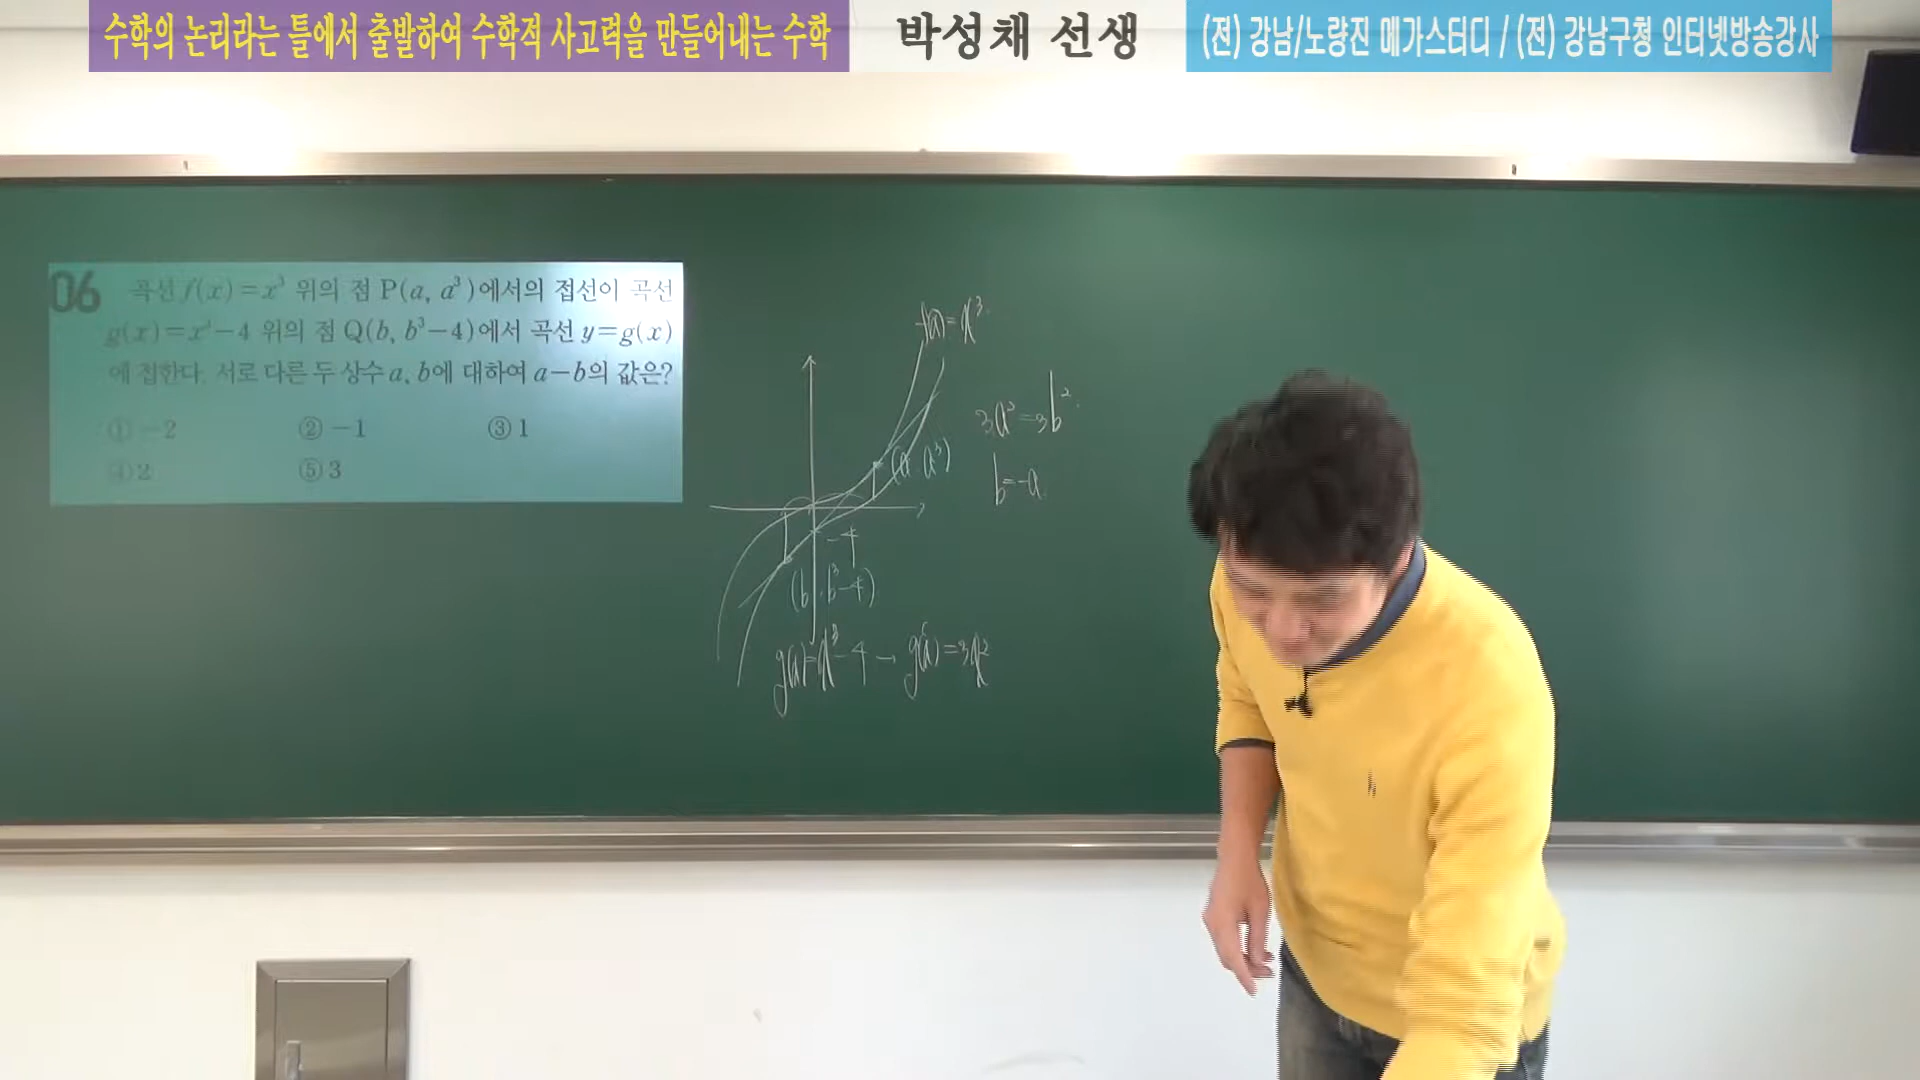 수학의 논리라는 틀에서 출발하여 수학적 사고력을 만들어내는 수학
박성채 선생
(전) 강남/노량진 메가스터디 / (전) 강남구청 인터넷방송강사
06 곡선 f(x)=x³ 위의 점 P(a, a³)에서의 접선이 곡선
g(x)=x³-4 위의 점 Q(b, b³-4)에서 곡선 y=g(x)
에 접한다. 서로 다른 두 상수 a, b에 대하여 a-b의 값은?
① -2 ② -1 ③ 1
④ 2 ⑤ 3
f(x)=x³
3a²=3b²
(a, a³)
b=-a
-4
(b, b³-4)
g(x)=x³-4 → g'(x)=3x²